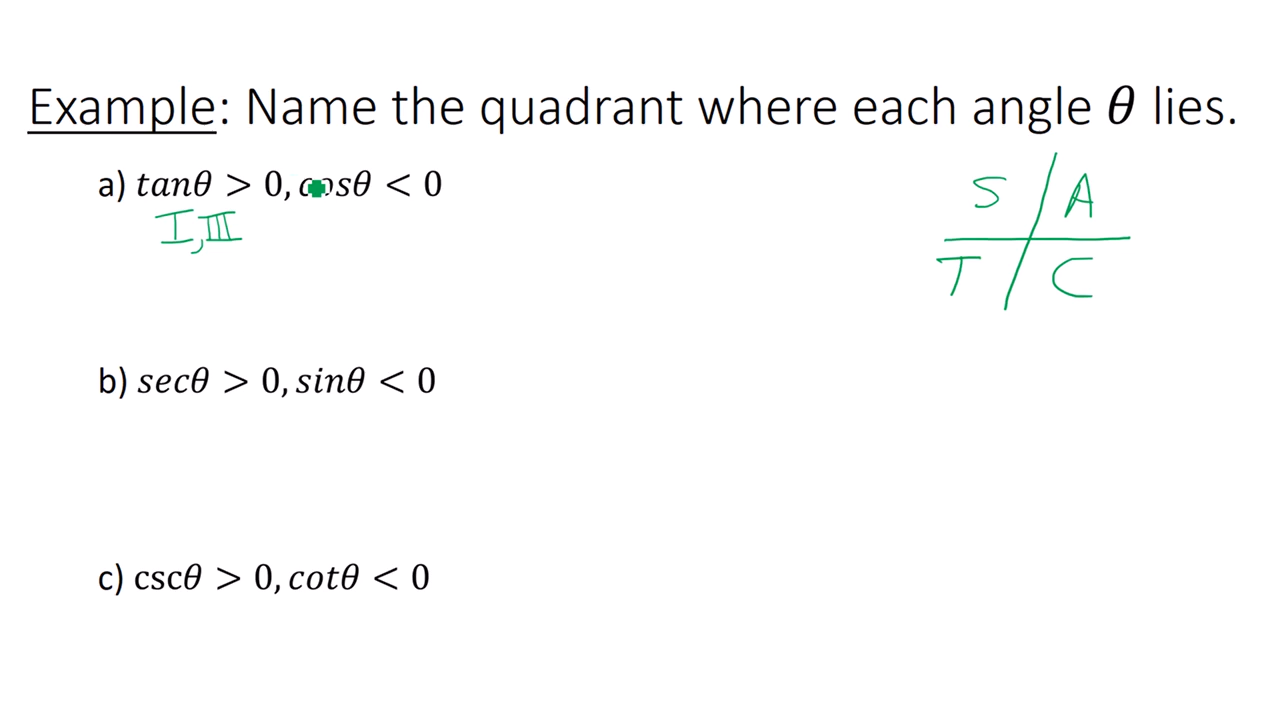 Example: Name the quadrant where each angle θ lies.
a) tanθ > 0, cosθ < 0
I, III
S A
T C
b) secθ > 0, sinθ < 0
c) cscθ > 0, cotθ < 0